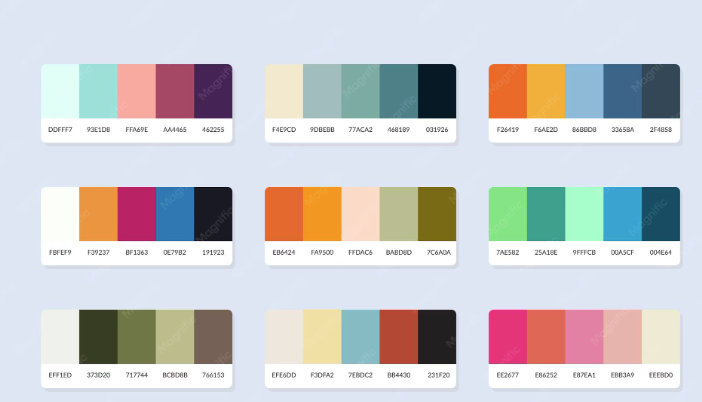 DDFFF7 93E1D8 FFA69E AA4465 462255
F4E9CD 9DBEBB 77ACA2 468189 031926
F26419 F6AE2D 86BBD8 33658A 2F4858
FBFEF9 F39237 BF1363 0E79B2 191923
EB6424 FA9500 FFDAC6 BABD8D 7C6A0A
7AE582 25A18E 9FFFCB 00A5CF 004E64
EFF1ED 373D20 717744 BCBD8B 766153
EFE6DD F3DFA2 7EBDC2 BB4430 231F20
EE2677 E86252 E87EA1 EBB3A9 EEEBD0
Magnific